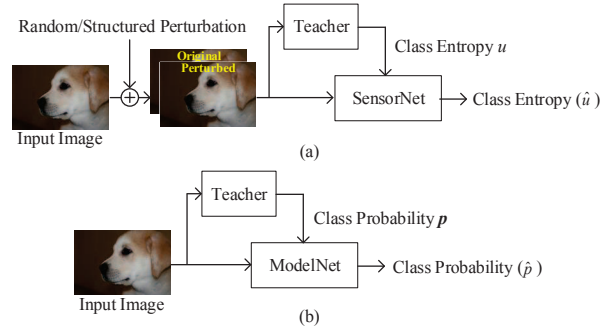 Random/Structured Perturbation
Teacher
Original
Perturbed
Class Entropy u
SensorNet
Class Entropy (û)
Input Image
(a)
Teacher
Class Probability p
ModelNet
Class Probability (p̂ )
Input Image
(b)